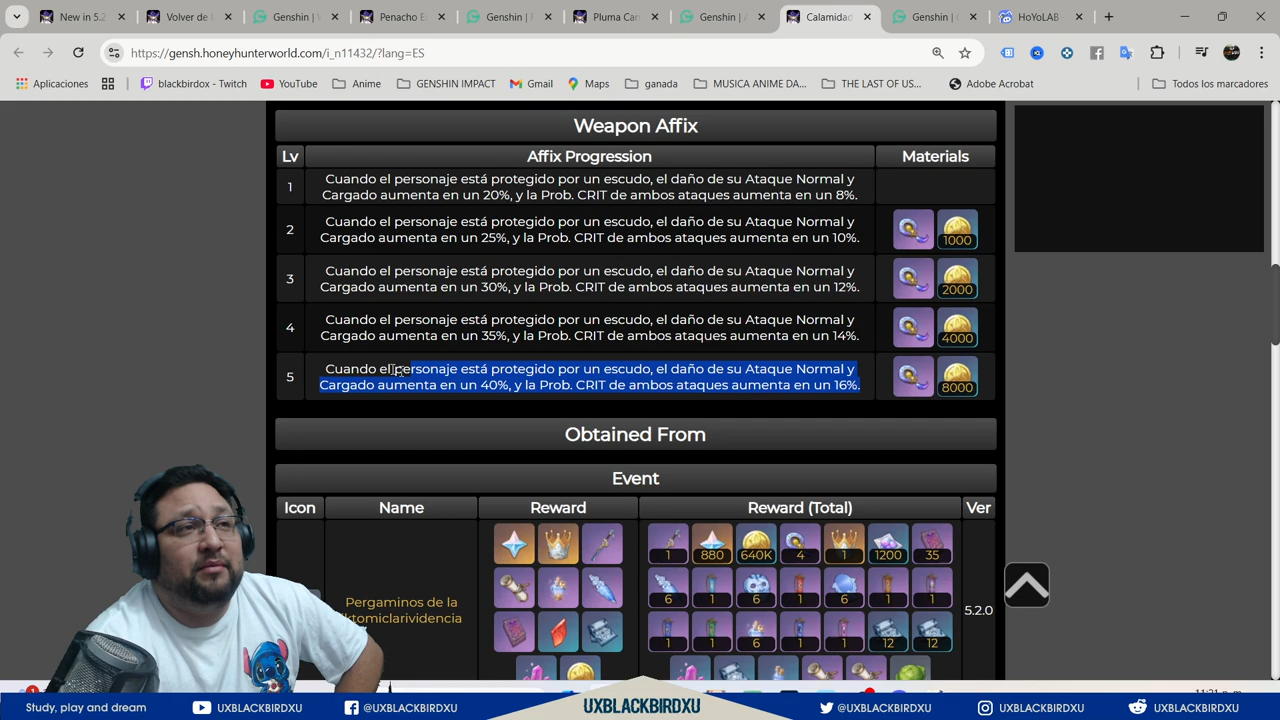 New in 5.2
Volver de
Genshin |
Penacho E
Genshin |
Pluma Can
Genshin |
Calamidad
Genshin |
HoYoLAB
https://gensh.honeyhunterworld.com/i_n11432/?lang=ES
Aplicaciones
blackbirdox - Twitch
YouTube
Anime
GENSHIN IMPACT
Gmail
Maps
ganada
MUSICA ANIME DA...
THE LAST OF US...
Adobe Acrobat
Todos los marcadores
Weapon Affix
Lv
Affix Progression
Materials
1
Cuando el personaje está protegido por un escudo, el daño de su Ataque Normal y
Cargado aumenta en un 20%, y la Prob. CRIT de ambos ataques aumenta en un 8%.
2
Cuando el personaje está protegido por un escudo, el daño de su Ataque Normal y
Cargado aumenta en un 25%, y la Prob. CRIT de ambos ataques aumenta en un 10%.
1000
3
Cuando el personaje está protegido por un escudo, el daño de su Ataque Normal y
Cargado aumenta en un 30%, y la Prob. CRIT de ambos ataques aumenta en un 12%.
2000
4
Cuando el personaje está protegido por un escudo, el daño de su Ataque Normal y
Cargado aumenta en un 35%, y la Prob. CRIT de ambos ataques aumenta en un 14%.
4000
5
Cuando el personaje está protegido por un escudo, el daño de su Ataque Normal y
Cargado aumenta en un 40%, y la Prob. CRIT de ambos ataques aumenta en un 16%.
8000
Obtained From
Event
Icon
Name
Reward
Reward (Total)
Ver
1 880 640K 4 1 1200 35
Pergaminos de la
ktomiclarividencia
6 1 6 1 6 1 1
5.2.0
1 1 6 1 1 12 12
Study, play and dream
UXBLACKBIRDXU
@UXBLACKBIRDXU
UXBLACKBIRDXU
@UXBLACKBIRDXU
UXBLACKBIRDXU
UXBLACKBIRDXU